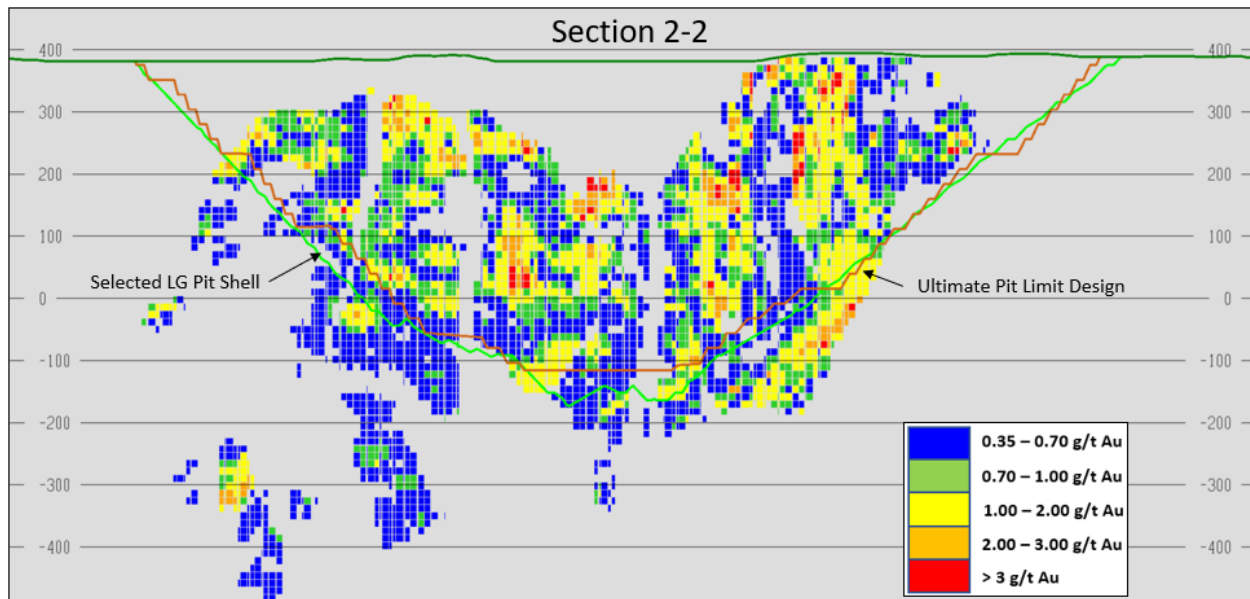 Section 2-2
400 400
300 300
200 200
100 100
Selected LG Pit Shell
Ultimate Pit Limit Design
0 0
-100 -100
-200 -200
-300 -300
-400 -400
0.35 – 0.70 g/t Au
0.70 – 1.00 g/t Au
1.00 – 2.00 g/t Au
2.00 – 3.00 g/t Au
> 3 g/t Au